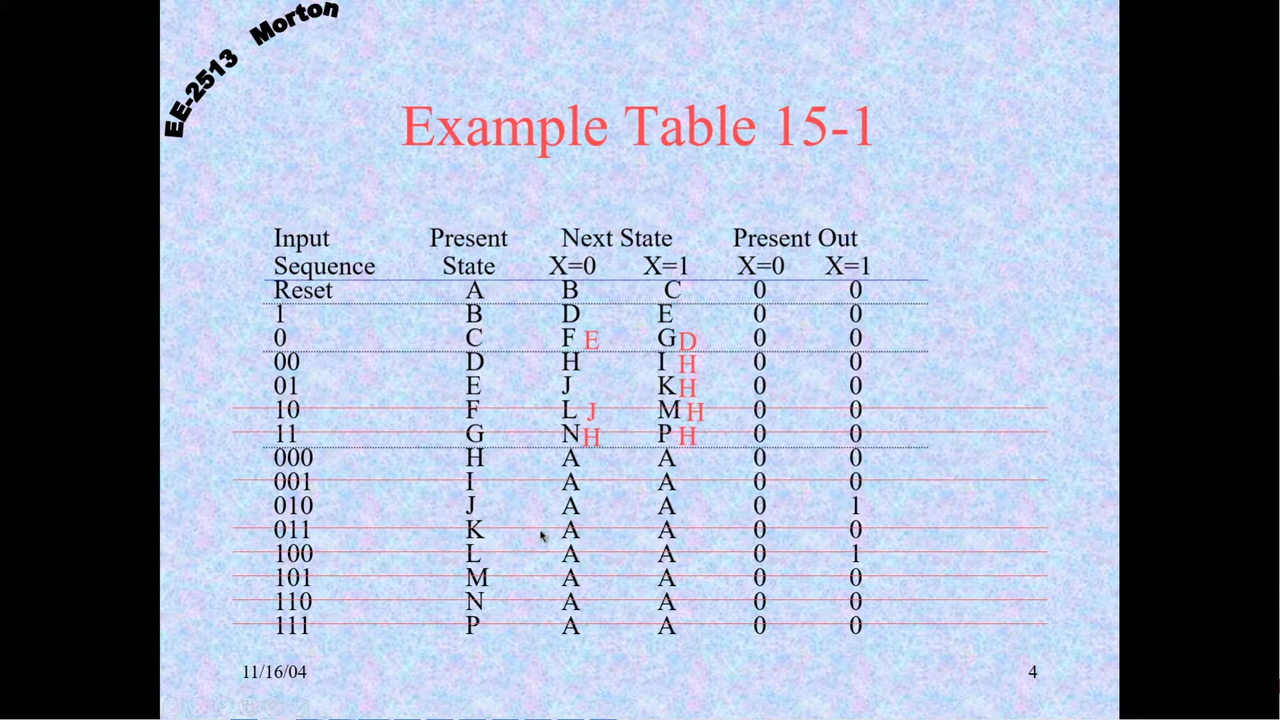 EE-2513 Morton
Example Table 15-1
Input Present Next State Present Out
Sequence State X=0 X=1 X=0 X=1
Reset A B C 0 0
1 B D E 0 0
0 C F E G D 0 0
00 D H I H 0 0
01 E J K H 0 0
10 F L J M H 0 0
11 G N H P H 0 0
000 H A A 0 0
001 I A A 0 0
010 J A A 0 1
011 K A A 0 0
100 L A A 0 1
101 M A A 0 0
110 N A A 0 0
111 P A A 0 0
11/16/04 4